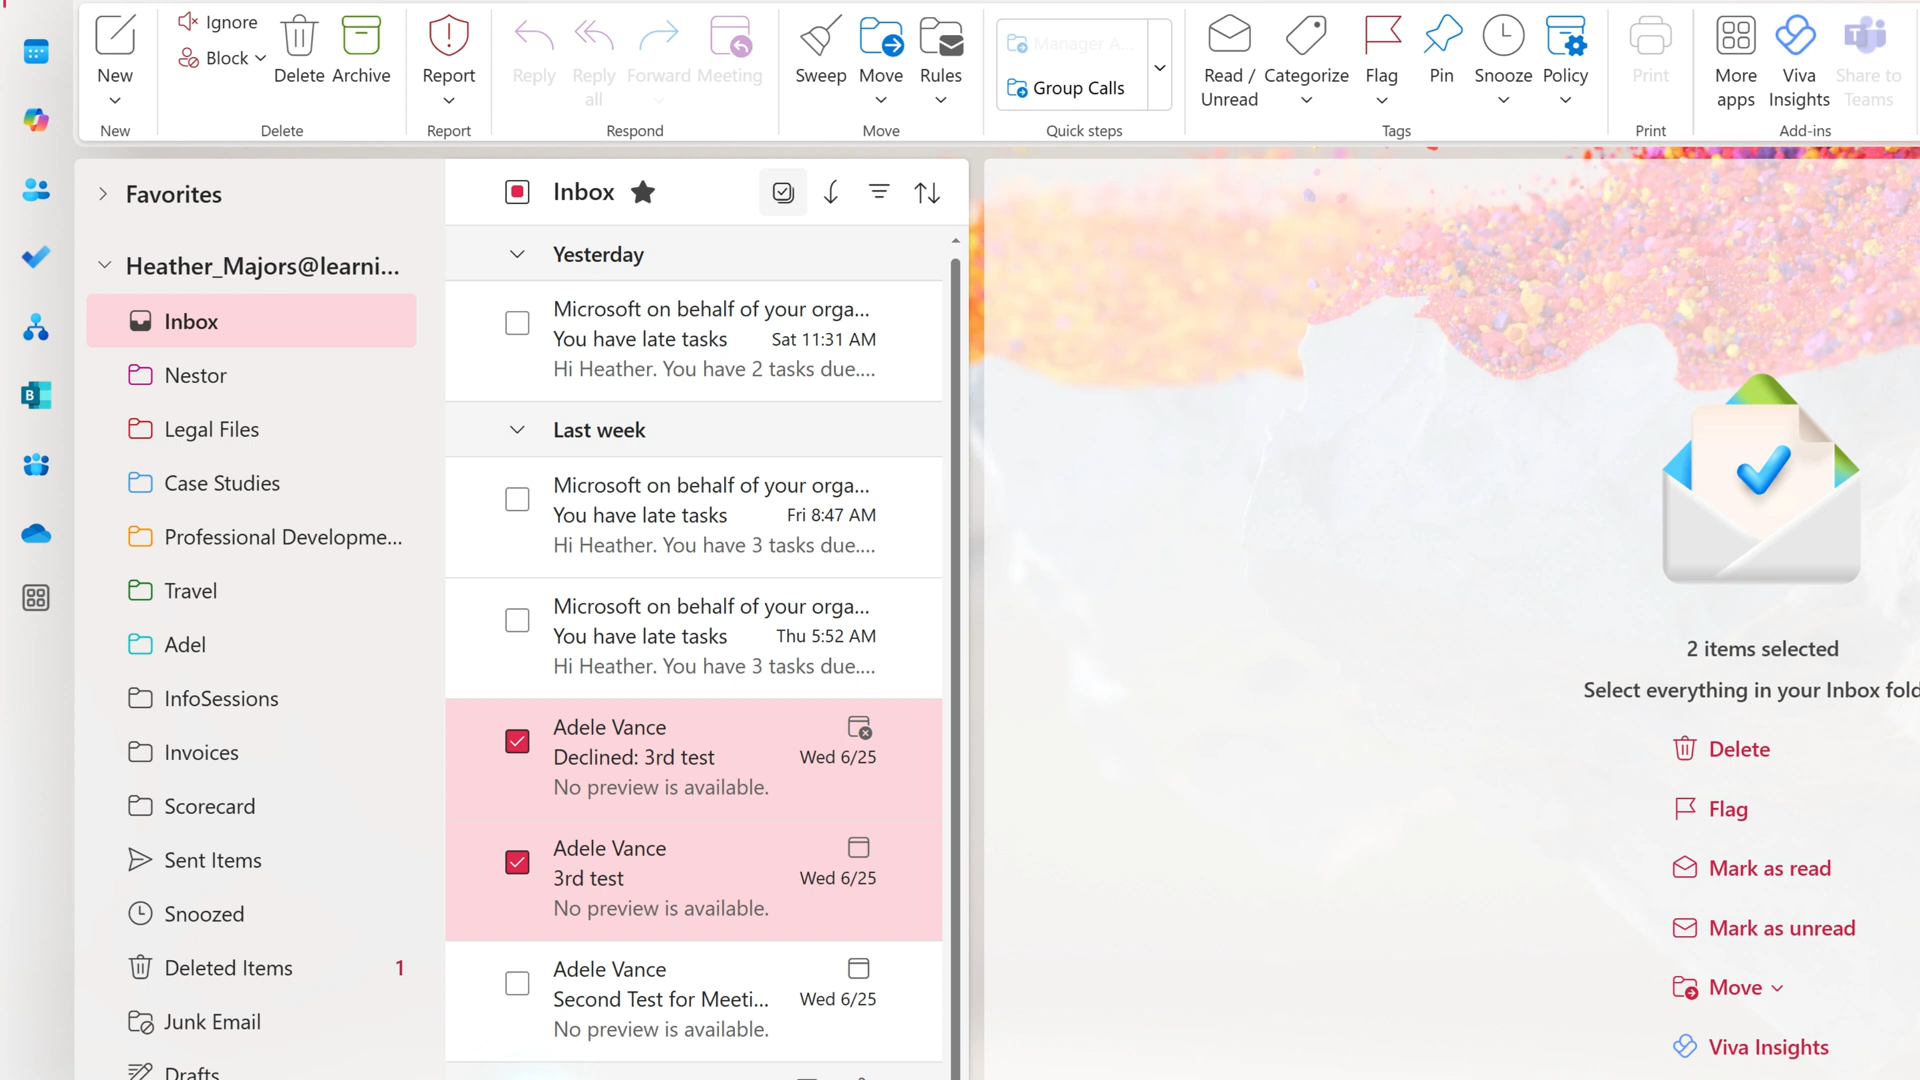 New
New
Ignore
Block
Delete
Archive
Delete
Report
Report
Reply
Reply all
Forward
Meeting
Respond
Sweep
Move
Rules
Move
Manager A...
Group Calls
Quick steps
Read / Unread
Categorize
Flag
Pin
Snooze
Policy
Tags
Print
Print
More apps
Viva Insights
Share to Teams
Add-ins
B
Favorites
Heather_Majors@learni...
Inbox
Nestor
Legal Files
Case Studies
Professional Developme...
Travel
Adel
InfoSessions
Invoices
Scorecard
Sent Items
Snoozed
Deleted Items 1
Junk Email
Drafts
Inbox
Yesterday
Microsoft on behalf of your orga...
You have late tasks Sat 11:31 AM
Hi Heather. You have 2 tasks due....
Last week
Microsoft on behalf of your orga...
You have late tasks Fri 8:47 AM
Hi Heather. You have 3 tasks due....
Microsoft on behalf of your orga...
You have late tasks Thu 5:52 AM
Hi Heather. You have 3 tasks due....
Adele Vance
Declined: 3rd test Wed 6/25
No preview is available.
Adele Vance
3rd test Wed 6/25
No preview is available.
Adele Vance
Second Test for Meeti... Wed 6/25
No preview is available.
2 items selected
Select everything in your Inbox fold
Delete
Flag
Mark as read
Mark as unread
Move
Viva Insights